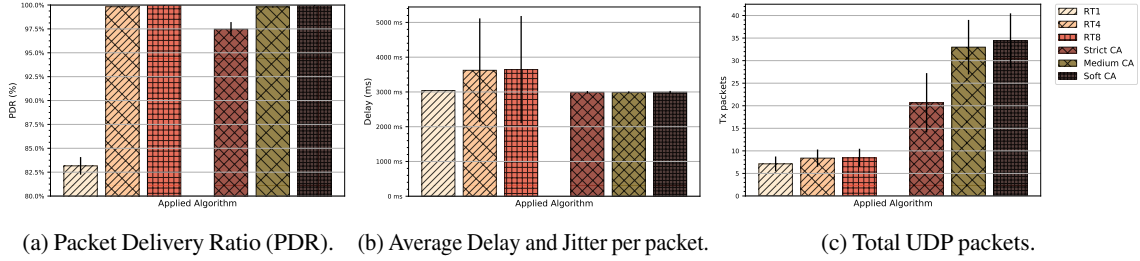 100.0%
97.5%
95.0%
92.5%
90.0%
87.5%
85.0%
82.5%
80.0%
PDR (%)
Applied Algorithm
5000 ms
4000 ms
3000 ms
2000 ms
1000 ms
0 ms
Delay (ms)
Applied Algorithm
40
35
30
25
20
15
10
5
0
Tx packets
Applied Algorithm
RT1
RT4
RT8
Strict CA
Medium CA
Soft CA
(a) Packet Delivery Ratio (PDR).
(b) Average Delay and Jitter per packet.
(c) Total UDP packets.